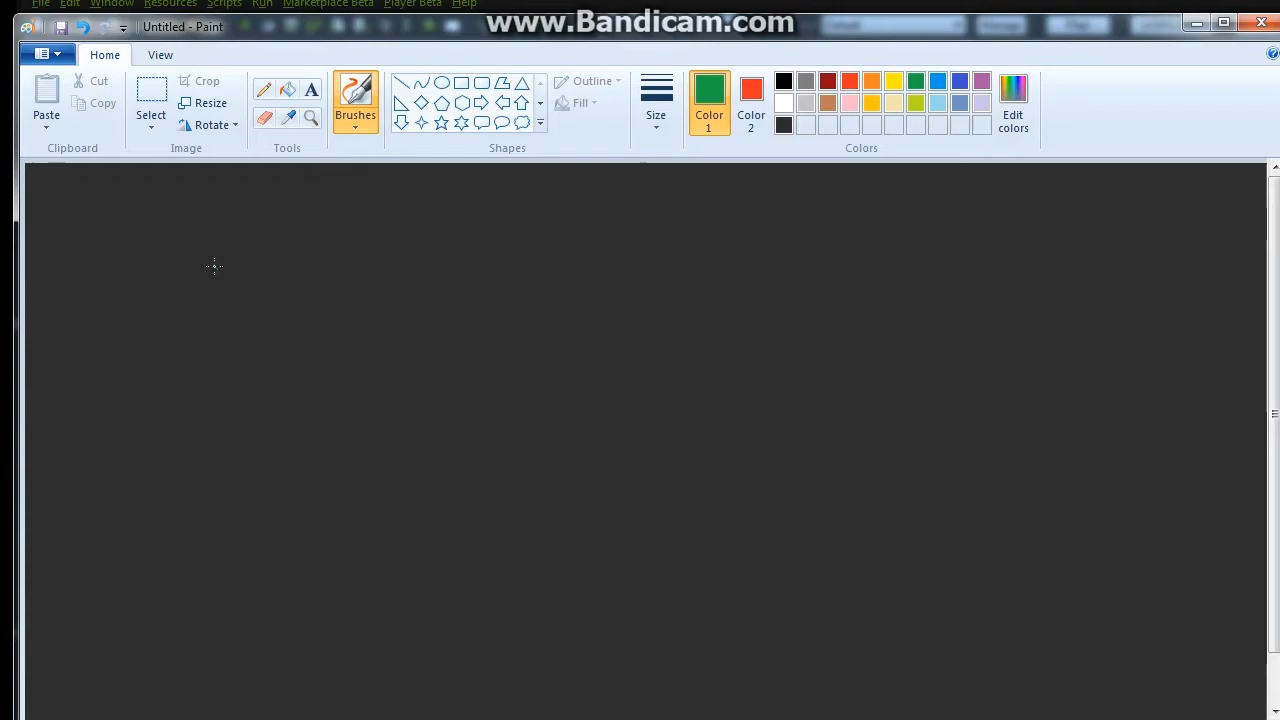 File Edit Window Resources Scripts Run Marketplace Beta Player Beta Help
www.Bandicam.com
Untitled - Paint
Home View
Paste
Cut
Copy
Clipboard
Select
Crop
Resize
Rotate
Image
A
Tools
Brushes
Outline
Fill
Shapes
Size
Color 1
Color 2
Edit colors
Colors